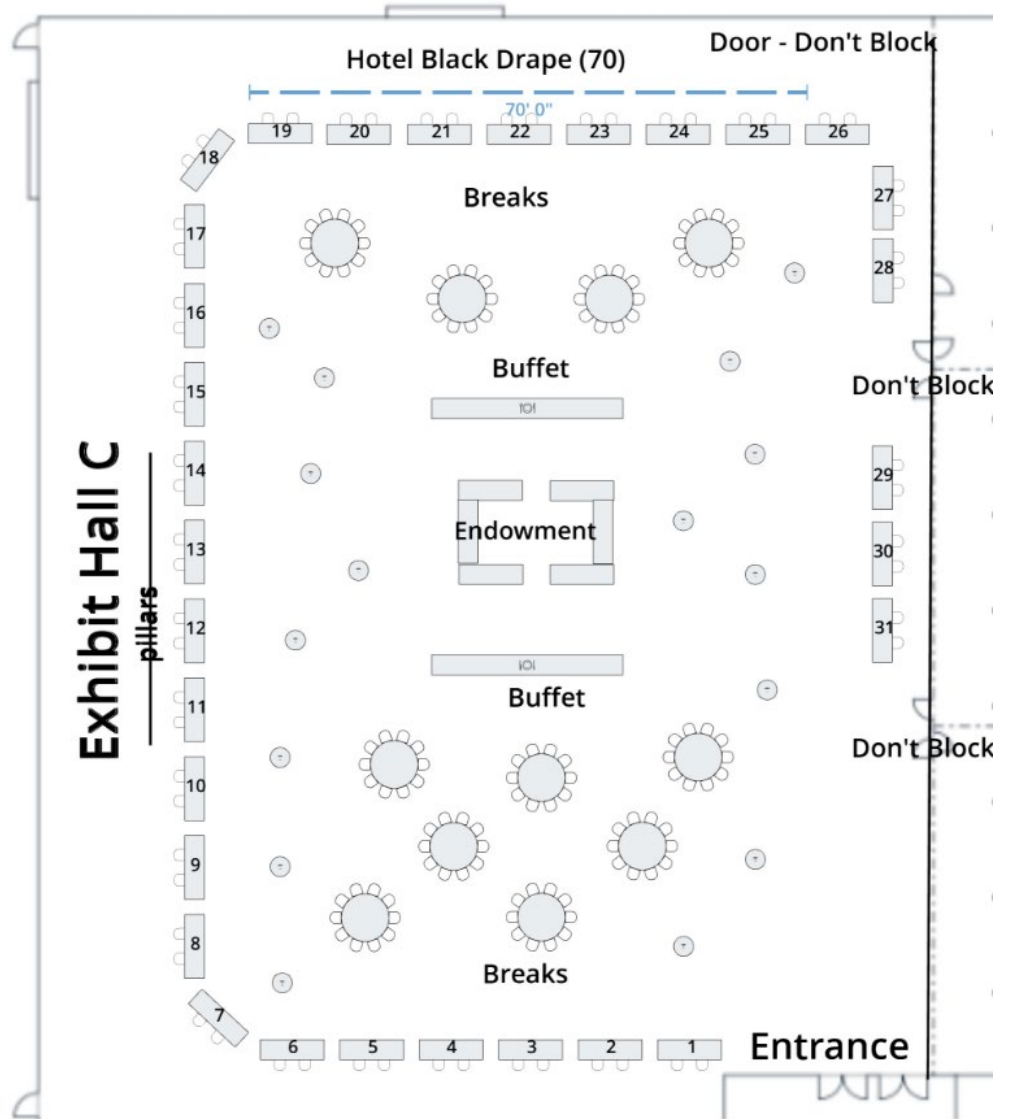 Door - Don't Block
Hotel Black Drape (70)
70' 0"
19 20 21 22 23 24 25 26
18
27
17
28
Breaks
16
Buffet
Don't Block
15
14
29
Exhibit Hall C
pillars
Endowment
13
30
12
31
11
Buffet
Don't Block
10
9
8
Breaks
7
6 5 4 3 2 1
Entrance